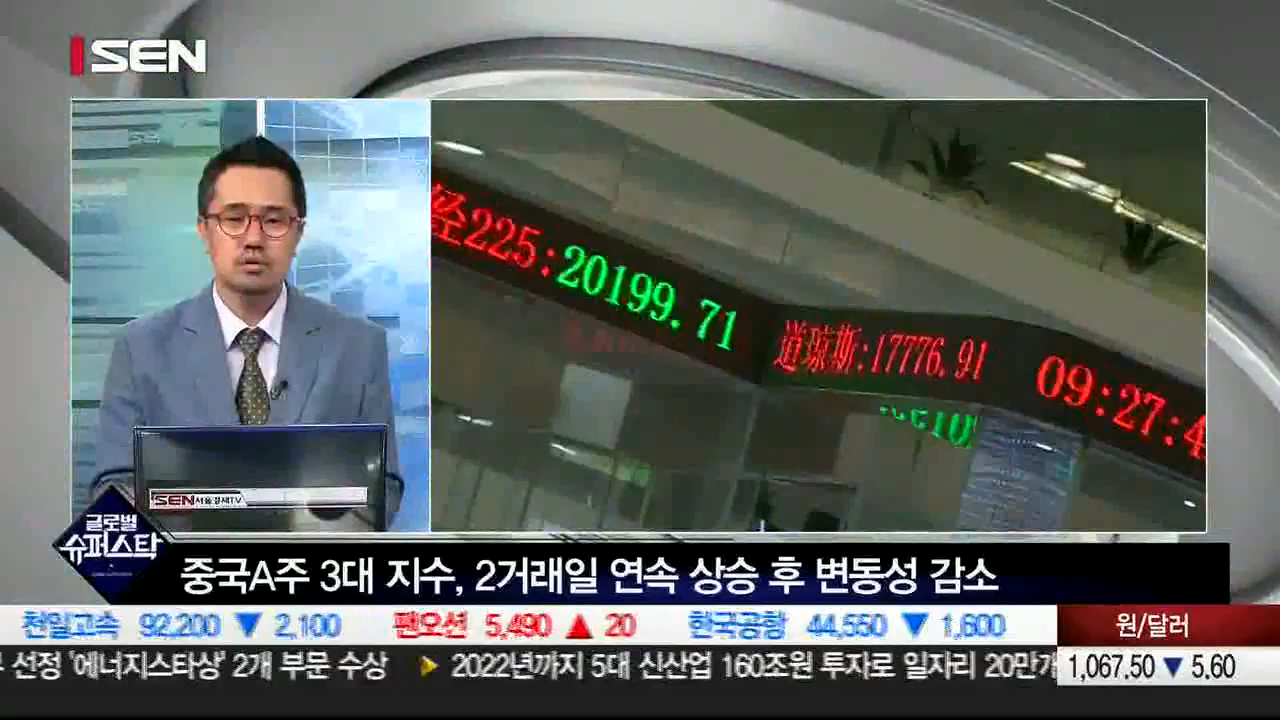 SEN
经225:20199.71
道琼斯:17776.91
09:27:4
SEN 서울경제TV
글로벌
슈퍼스탁
중국A주 3대 지수, 2거래일 연속 상승 후 변동성 감소
천일고속 92,200 ▼ 2,100 팬오션 5,490 ▲ 20 한국공항 44,550 ▼ 1,600
원/달러
선정 '에너지스타상' 2개 부문 수상 ▶ 2022년까지 5대 신산업 160조원 투자로 일자리 20만개
1,067.50 ▼ 5.60